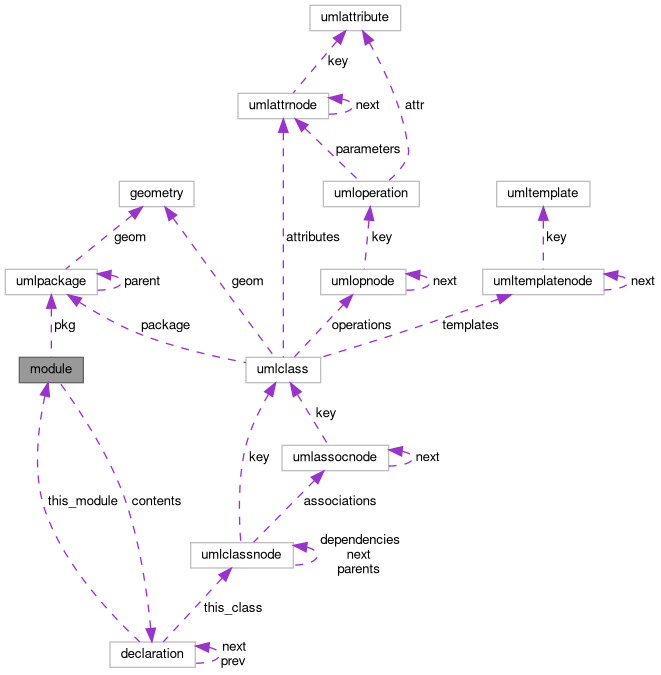 umlattribute
key
umlattrnode
next
attr
parameters
geometry
umloperation
umltemplate
geom
attributes
key
key
umlpackage
parent
geom
umlopnode
next
umltemplatenode
next
pkg
package
operations
templates
module
umlclass
key
key
umlassocnode
next
this_module
contents
associations
umlclassnode
dependencies
next
parents
this_class
declaration
next
prev